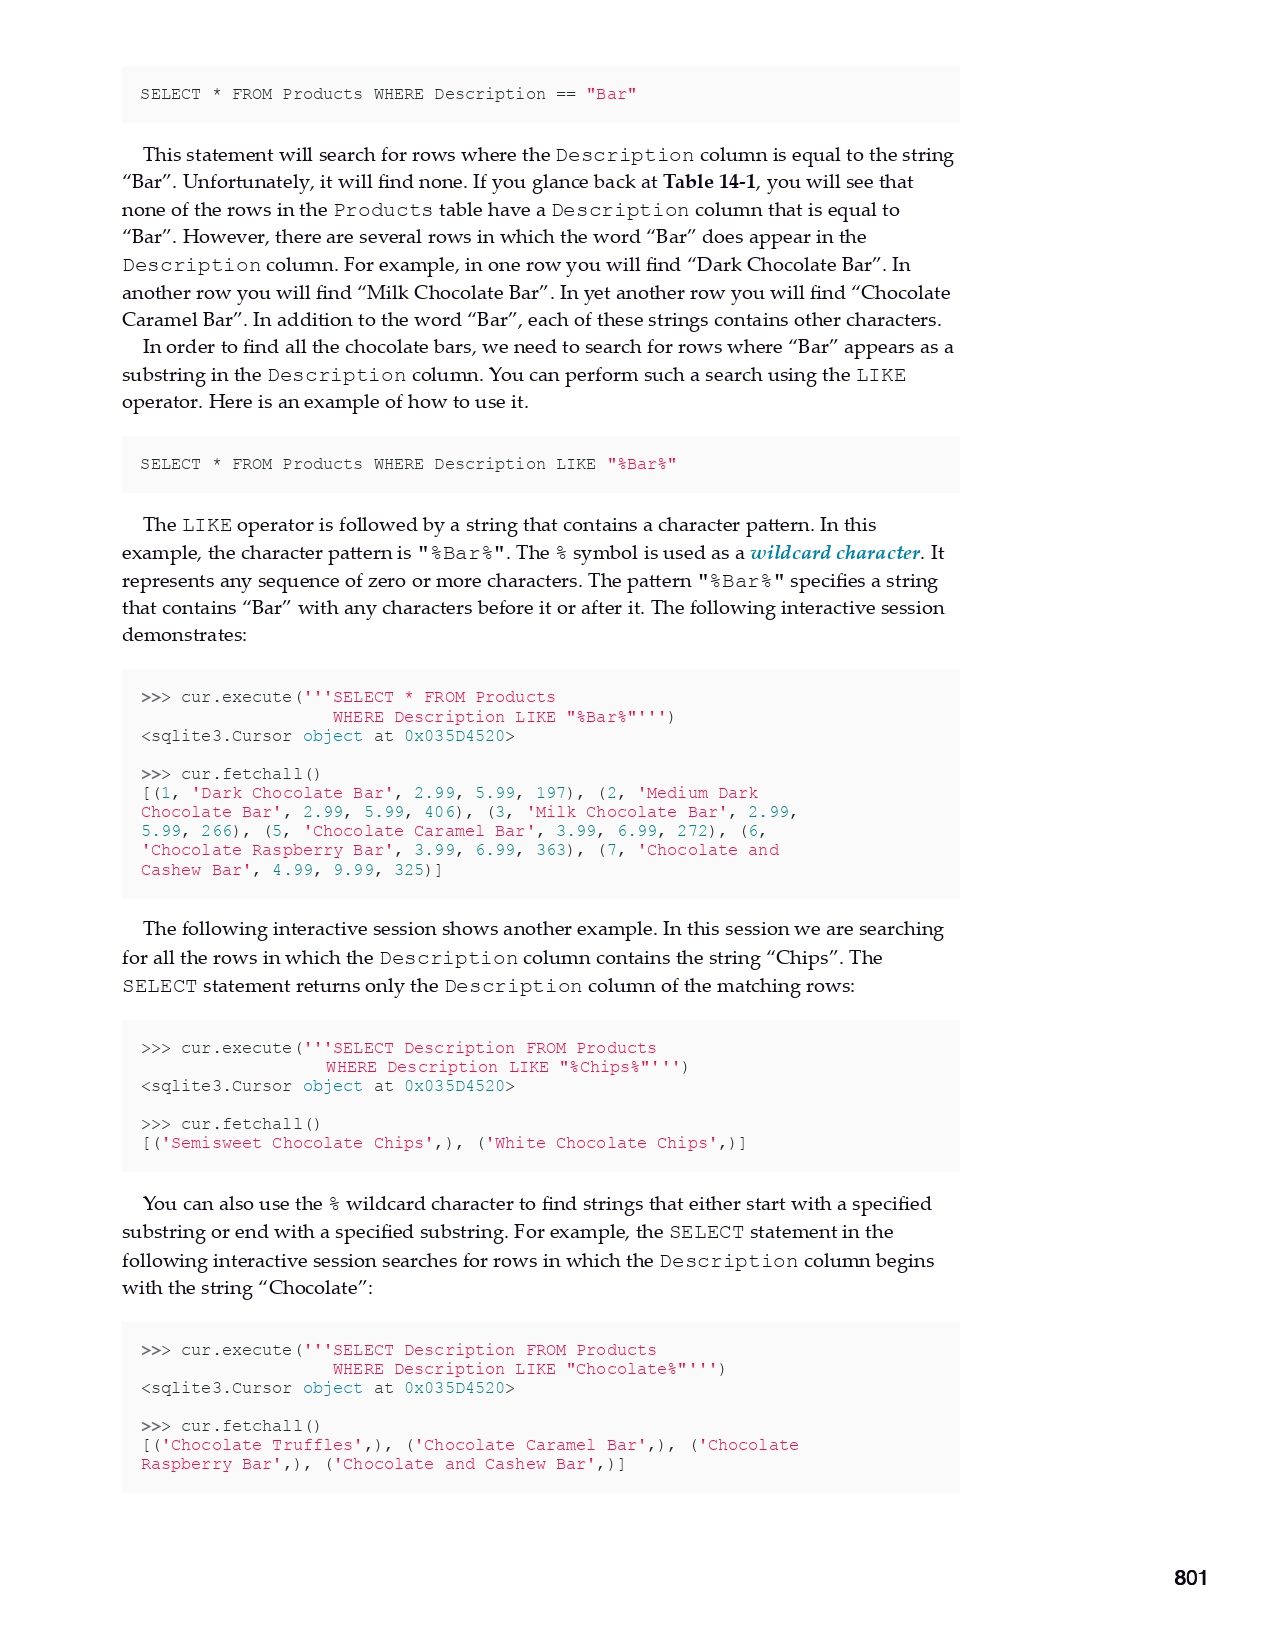 SELECT * FROM Products WHERE Description == "Bar"
This statement will search for rows where the Description column is equal to the string
“Bar”. Unfortunately, it will find none. If you glance back at Table 14-1, you will see that
none of the rows in the Products table have a Description column that is equal to
“Bar”. However, there are several rows in which the word “Bar” does appear in the
Description column. For example, in one row you will find “Dark Chocolate Bar”. In
another row you will find “Milk Chocolate Bar”. In yet another row you will find “Chocolate
Caramel Bar”. In addition to the word “Bar”, each of these strings contains other characters.
In order to find all the chocolate bars, we need to search for rows where “Bar” appears as a
substring in the Description column. You can perform such a search using the LIKE
operator. Here is an example of how to use it.
SELECT * FROM Products WHERE Description LIKE "%Bar%"
The LIKE operator is followed by a string that contains a character pattern. In this
example, the character pattern is "%Bar%". The % symbol is used as a wildcard character. It
represents any sequence of zero or more characters. The pattern "%Bar%" specifies a string
that contains “Bar” with any characters before it or after it. The following interactive session
demonstrates:
>>> cur.execute('''SELECT * FROM Products
WHERE Description LIKE "%Bar%"''')
<sqlite3.Cursor object at 0x035D4520>
>>> cur.fetchall()
[(1, 'Dark Chocolate Bar', 2.99, 5.99, 197), (2, 'Medium Dark
Chocolate Bar', 2.99, 5.99, 406), (3, 'Milk Chocolate Bar', 2.99,
5.99, 266), (5, 'Chocolate Caramel Bar', 3.99, 6.99, 272), (6,
'Chocolate Raspberry Bar', 3.99, 6.99, 363), (7, 'Chocolate and
Cashew Bar', 4.99, 9.99, 325)]
The following interactive session shows another example. In this session we are searching
for all the rows in which the Description column contains the string “Chips”. The
SELECT statement returns only the Description column of the matching rows:
>>> cur.execute('''SELECT Description FROM Products
WHERE Description LIKE "%Chips%"''')
<sqlite3.Cursor object at 0x035D4520>
>>> cur.fetchall()
[('Semisweet Chocolate Chips',), ('White Chocolate Chips',)]
You can also use the % wildcard character to find strings that either start with a specified
substring or end with a specified substring. For example, the SELECT statement in the
following interactive session searches for rows in which the Description column begins
with the string “Chocolate”:
>>> cur.execute('''SELECT Description FROM Products
WHERE Description LIKE "Chocolate%"''')
<sqlite3.Cursor object at 0x035D4520>
>>> cur.fetchall()
[('Chocolate Truffles',), ('Chocolate Caramel Bar',), ('Chocolate
Raspberry Bar',), ('Chocolate and Cashew Bar',)]
801